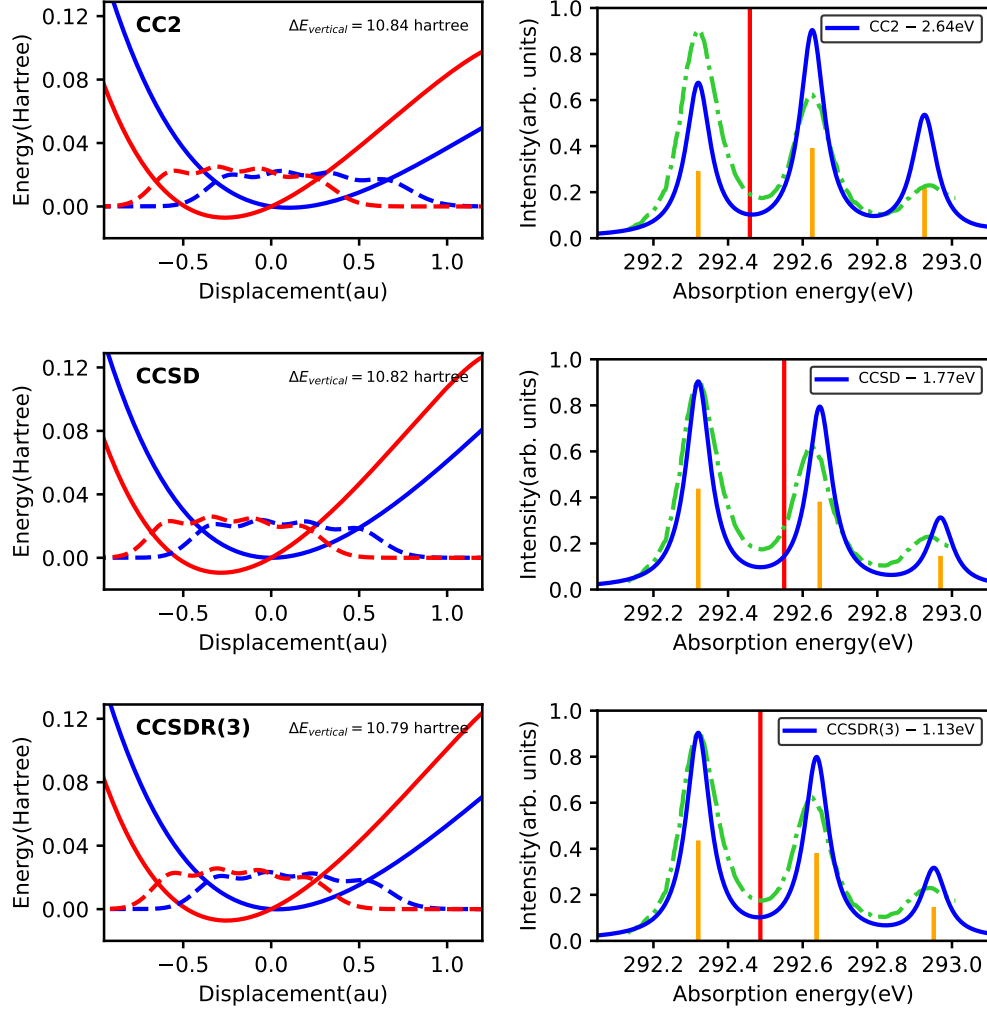 CC2
ΔE_vertical = 10.84 hartree
Energy(Hartree)
0.12
0.08
0.04
0.00
−0.5
0.0
0.5
1.0
Displacement(au)
CC2 − 2.64eV
Intensity(arb. units)
1.0
0.8
0.6
0.4
0.2
0.0
292.2
292.4
292.6
292.8
293.0
Absorption energy(eV)
CCSD
ΔE_vertical = 10.82 hartree
Energy(Hartree)
0.12
0.08
0.04
0.00
−0.5
0.0
0.5
1.0
Displacement(au)
CCSD − 1.77eV
Intensity(arb. units)
1.0
0.8
0.6
0.4
0.2
0.0
292.2
292.4
292.6
292.8
293.0
Absorption energy(eV)
CCSDR(3)
ΔE_vertical = 10.79 hartree
Energy(Hartree)
0.12
0.08
0.04
0.00
−0.5
0.0
0.5
1.0
Displacement(au)
CCSDR(3) − 1.13eV
Intensity(arb. units)
1.0
0.8
0.6
0.4
0.2
0.0
292.2
292.4
292.6
292.8
293.0
Absorption energy(eV)